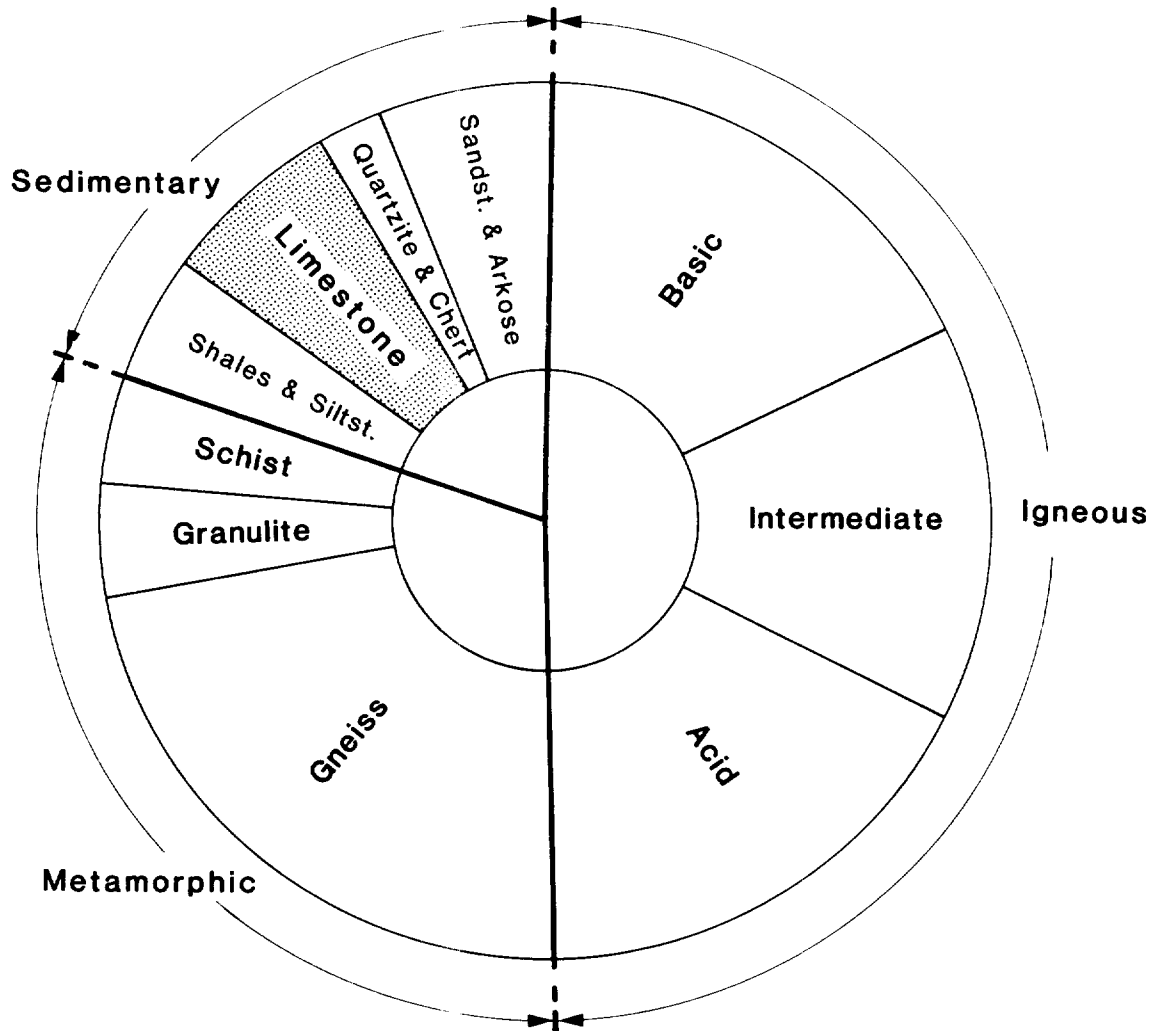 Sedimentary
Sandst. & Arkose
Quartzite & Chert
Limestone
Shales & Siltst.
Basic
Intermediate
Acid
Igneous
Schist
Granulite
Gneiss
Metamorphic